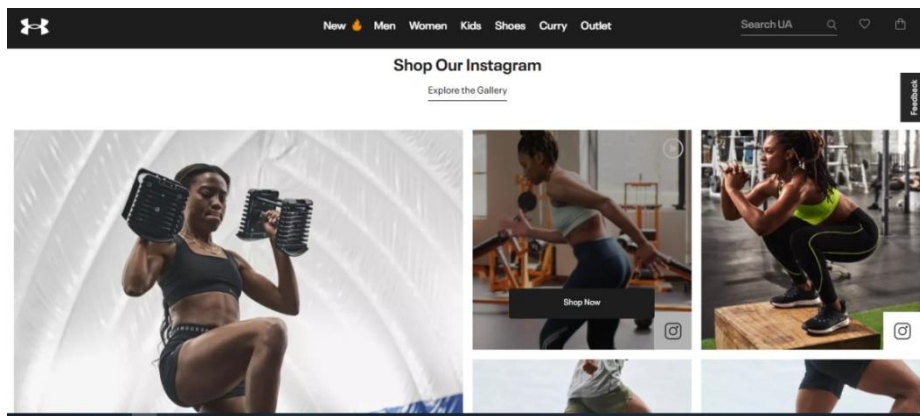 New 🔥 Men Women Kids Shoes Curry Outlet
Search UA
Shop Our Instagram
Explore the Gallery
Feedback
Shop Now